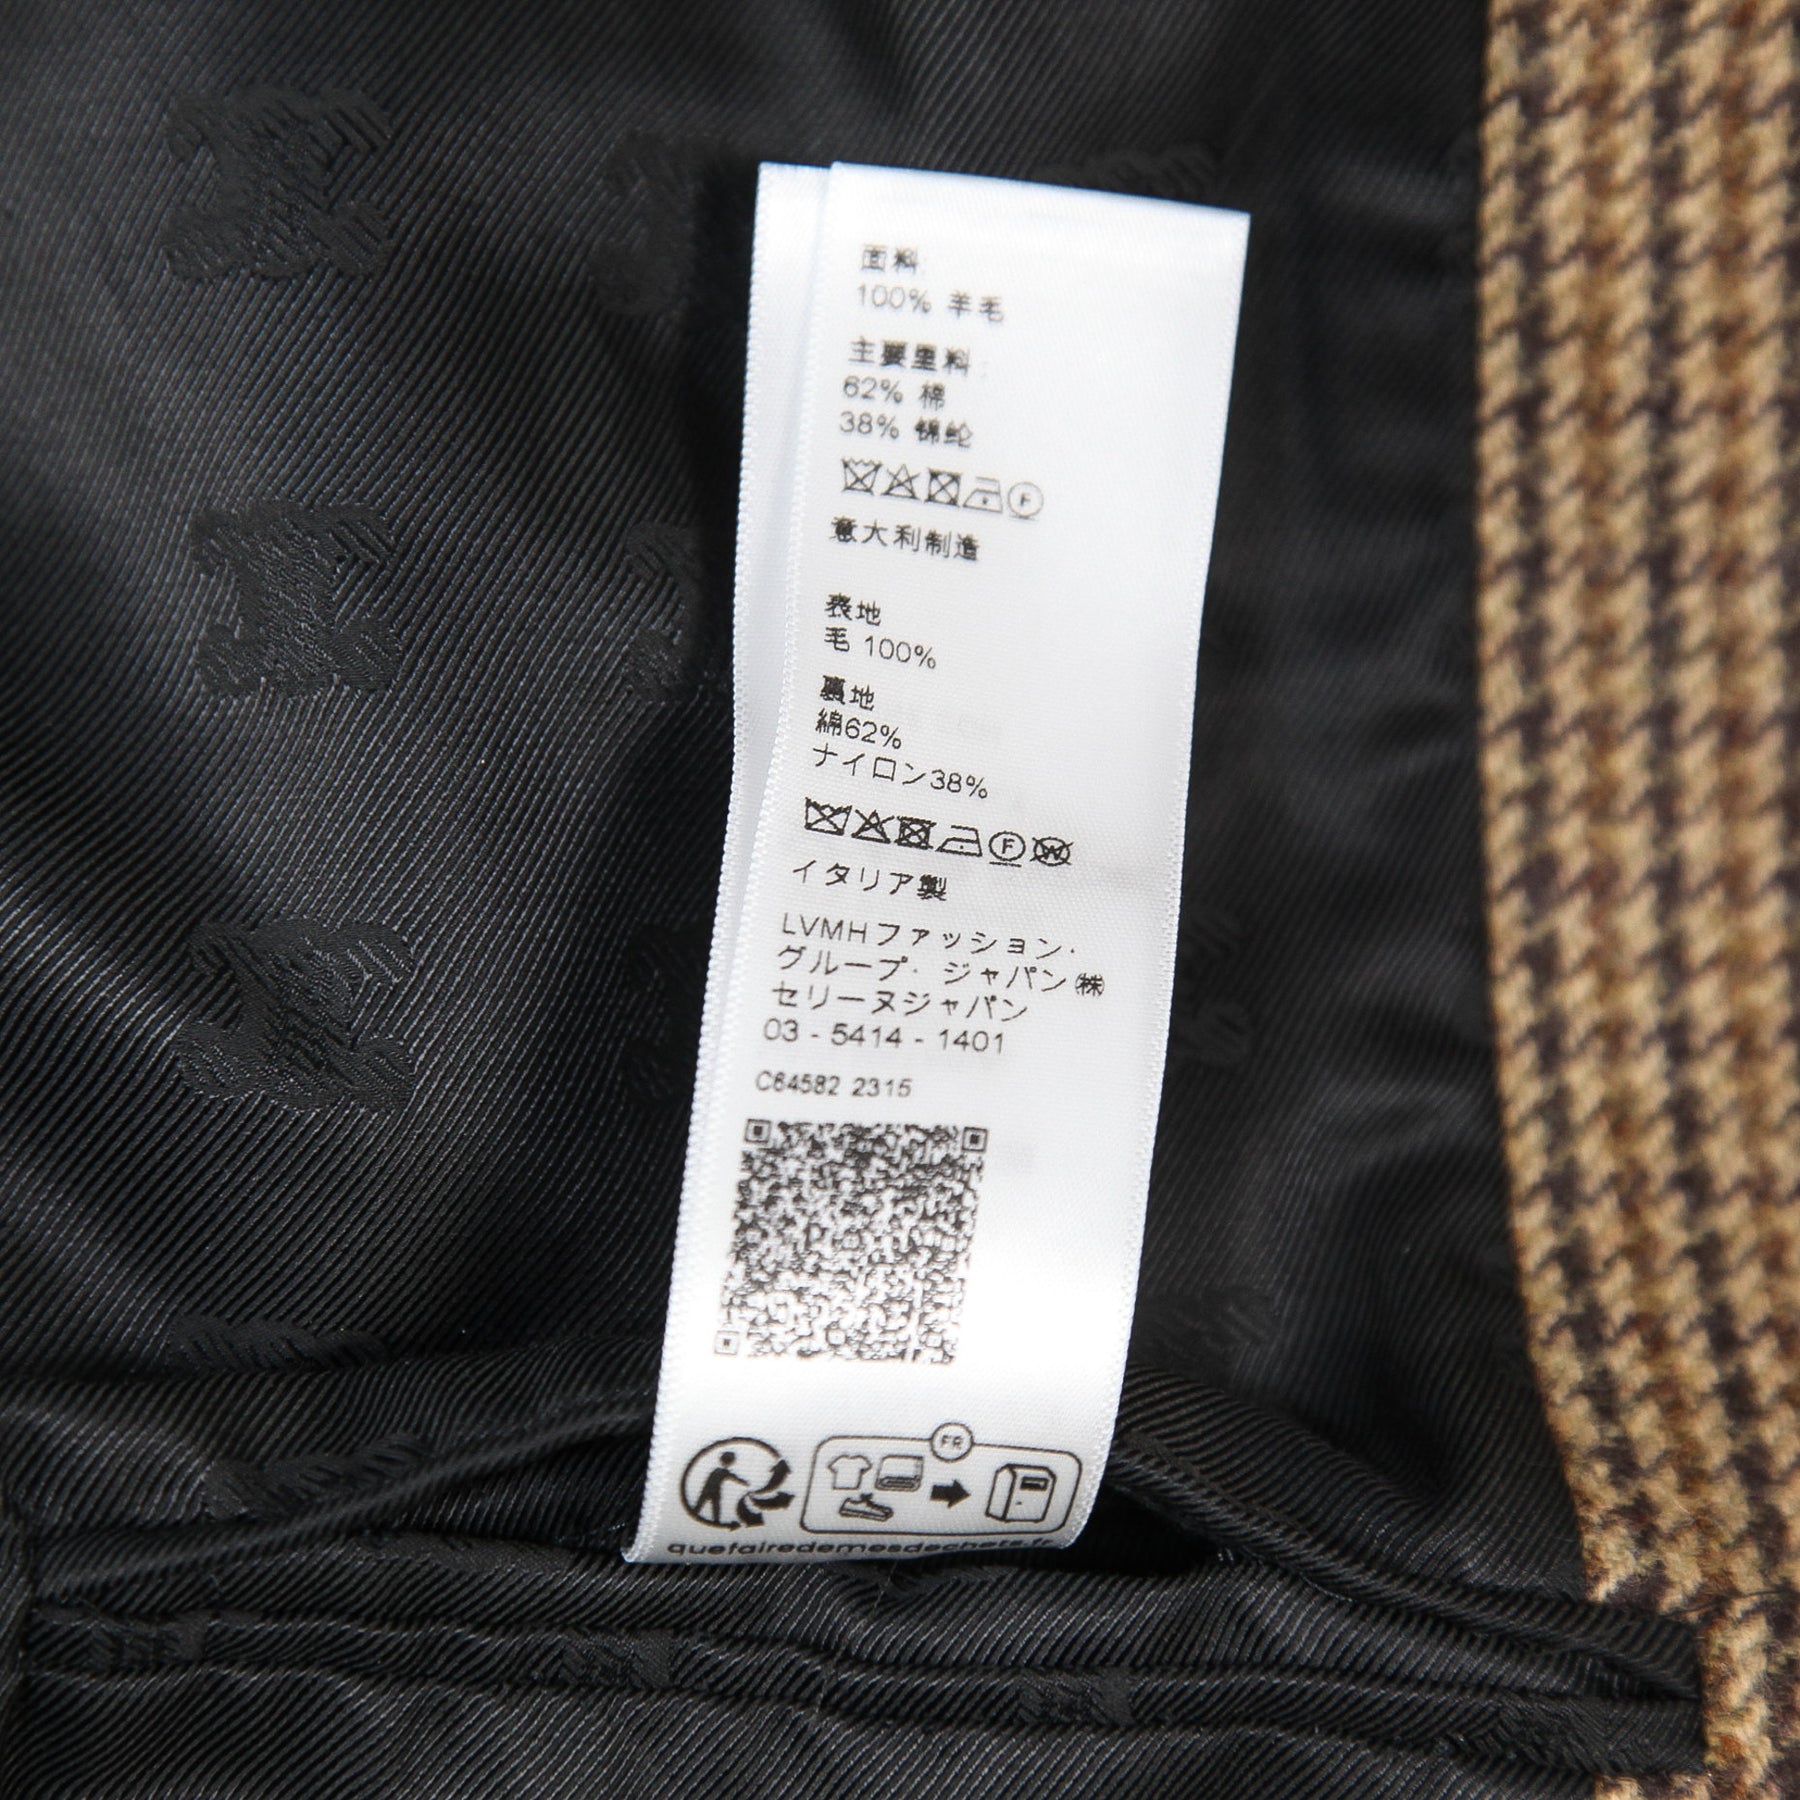 面料:
100% 羊毛
主要里料:
62% 棉
38% 锦纶
F
意大利制造
表地
毛 100%
裏地
綿62%
ナイロン38%
F W
イタリア製
LVMHファッション・
グループ・ジャパン㈱
セリーヌジャパン
03 - 5414 - 1401
C64582 2315
FR
quefairedemesdechets.fr